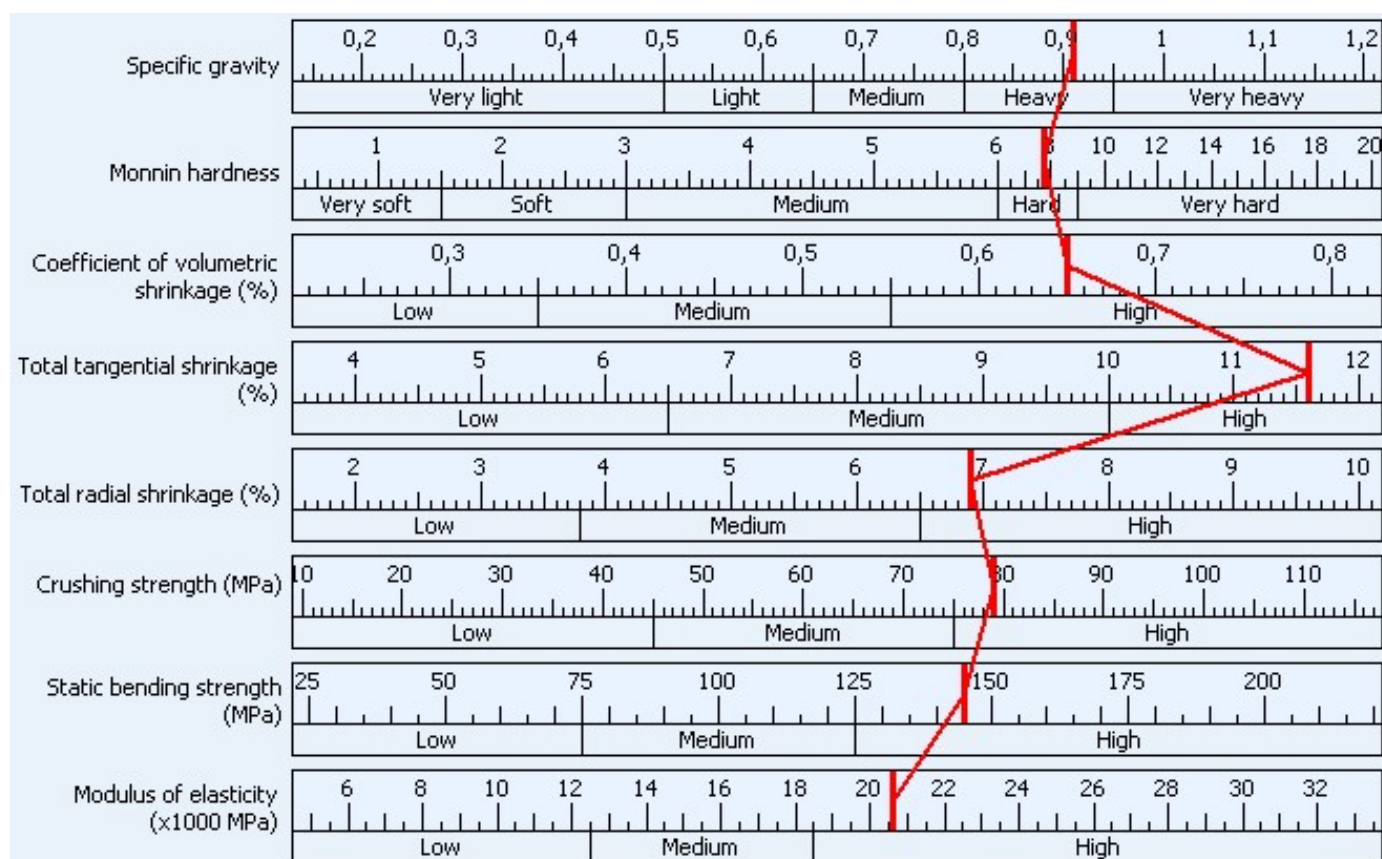 0,2 0,3 0,4 0,5 0,6 0,7 0,8 0,9 1 1,1 1,2
Specific gravity
Very light Light Medium Heavy Very heavy
1 2 3 4 5 6 8 10 12 14 16 18 20
Monnin hardness
Very soft Soft Medium Hard Very hard
0,3 0,4 0,5 0,6 0,7 0,8
Coefficient of volumetric
shrinkage (%)
Low Medium High
4 5 6 7 8 9 10 11 12
Total tangential shrinkage
(%)
Low Medium High
2 3 4 5 6 7 8 9 10
Total radial shrinkage (%)
Low Medium High
10 20 30 40 50 60 70 80 90 100 110
Crushing strength (MPa)
Low Medium High
25 50 75 100 125 150 175 200
Static bending strength
(MPa)
Low Medium High
6 8 10 12 14 16 18 20 22 24 26 28 30 32
Modulus of elasticity
(x1000 MPa)
Low Medium High